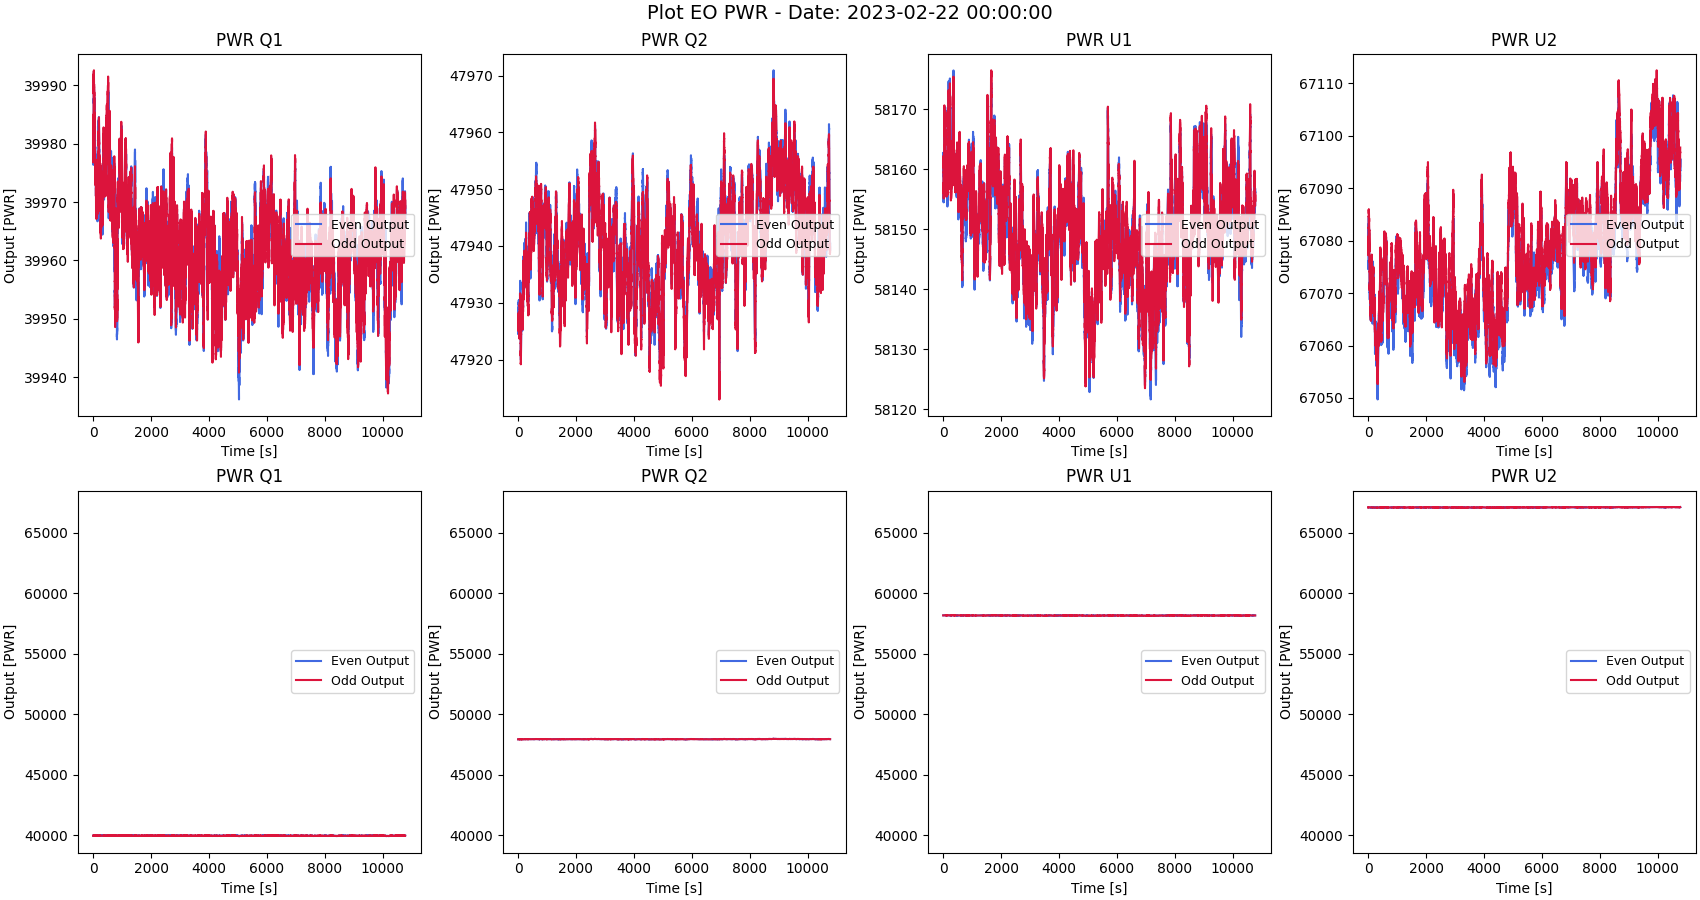 Plot EO PWR - Date: 2023-02-22 00:00:00
PWR Q1
Output [PWR]
39990
39980
39970
39960
39950
39940
Even Output
Odd Output
0 2000 4000 6000 8000 10000
Time [s]
PWR Q2
Output [PWR]
47970
47960
47950
47940
47930
47920
Even Output
Odd Output
0 2000 4000 6000 8000 10000
Time [s]
PWR U1
Output [PWR]
58170
58160
58150
58140
58130
58120
Even Output
Odd Output
0 2000 4000 6000 8000 10000
Time [s]
PWR U2
Output [PWR]
67110
67100
67090
67080
67070
67060
67050
Even Output
Odd Output
0 2000 4000 6000 8000 10000
Time [s]
PWR Q1
Output [PWR]
65000
60000
55000
50000
45000
40000
Even Output
Odd Output
0 2000 4000 6000 8000 10000
Time [s]
PWR Q2
Output [PWR]
65000
60000
55000
50000
45000
40000
Even Output
Odd Output
0 2000 4000 6000 8000 10000
Time [s]
PWR U1
Output [PWR]
65000
60000
55000
50000
45000
40000
Even Output
Odd Output
0 2000 4000 6000 8000 10000
Time [s]
PWR U2
Output [PWR]
65000
60000
55000
50000
45000
40000
Even Output
Odd Output
0 2000 4000 6000 8000 10000
Time [s]